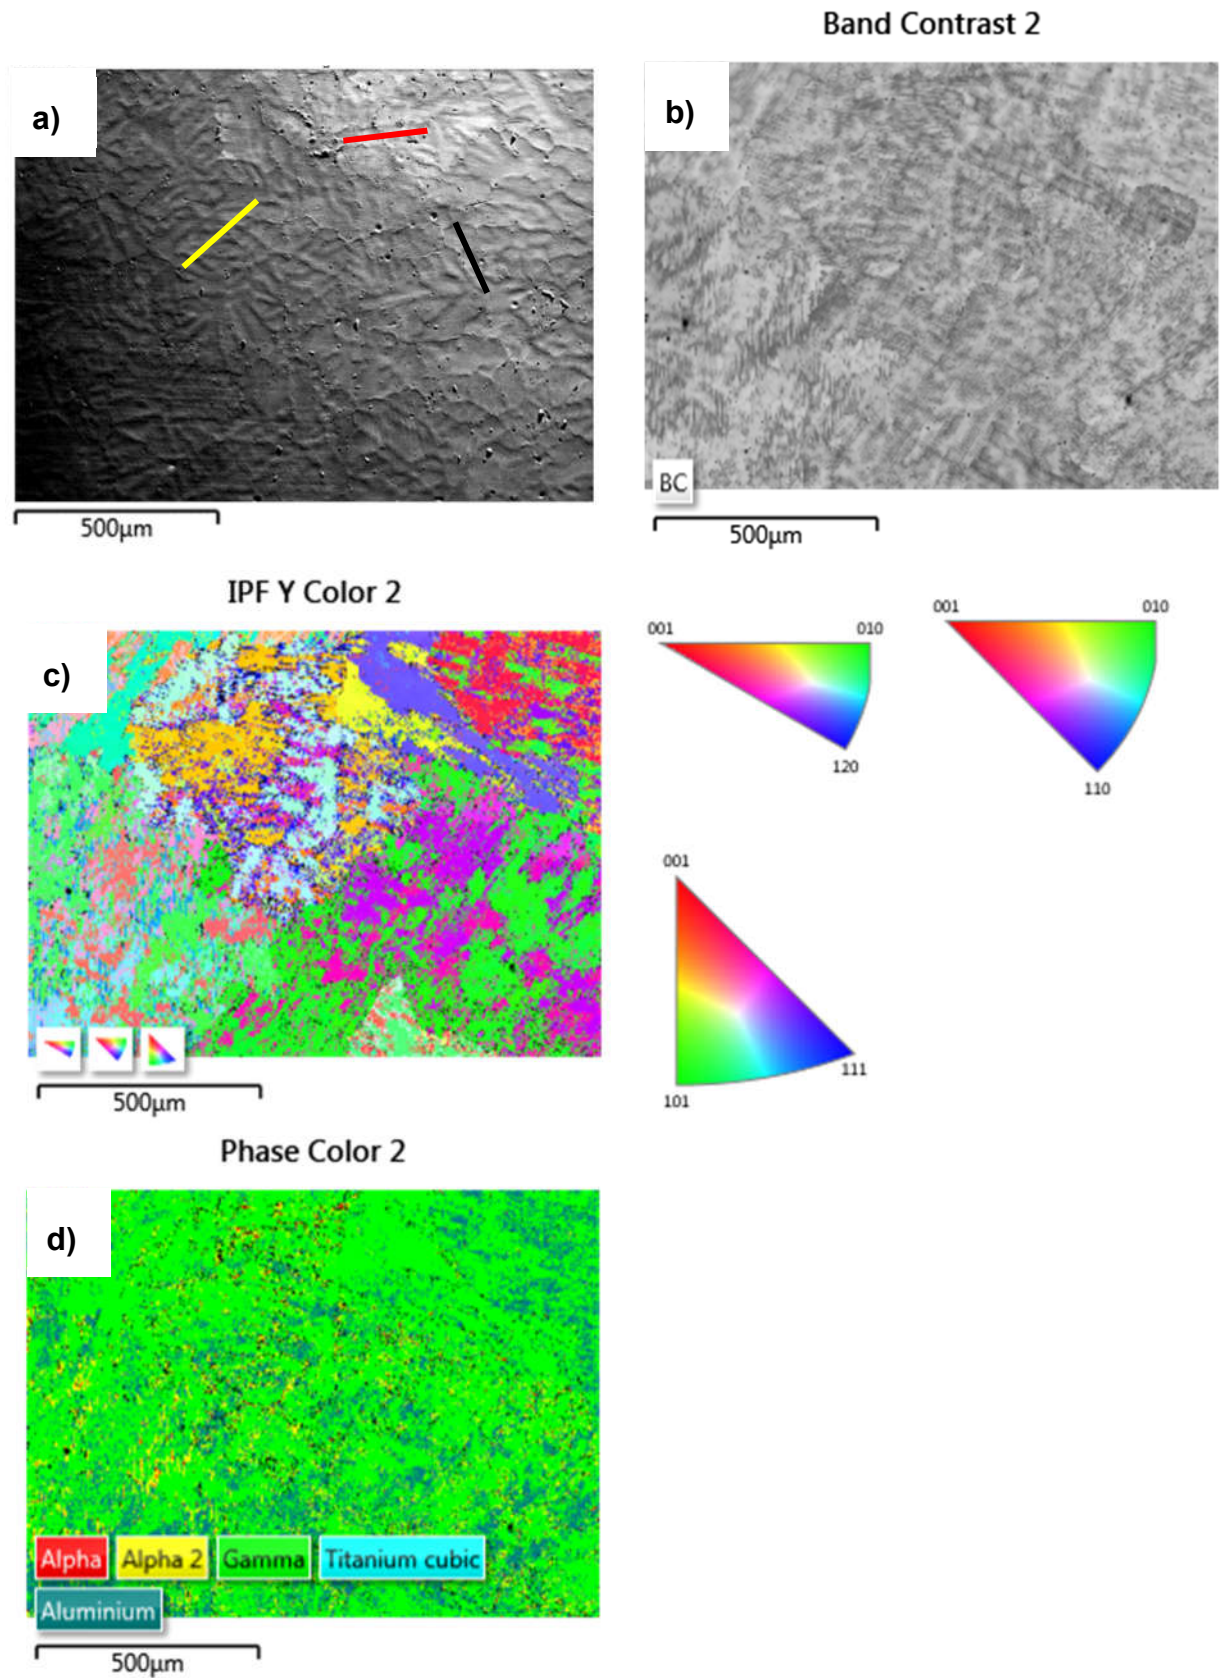 Band Contrast 2
a)
b)
BC
500µm
500µm
IPF Y Color 2
c)
001
010
120
001
010
110
001
111
101
500µm
Phase Color 2
d)
Alpha
Alpha 2
Gamma
Titanium cubic
Aluminium
500µm